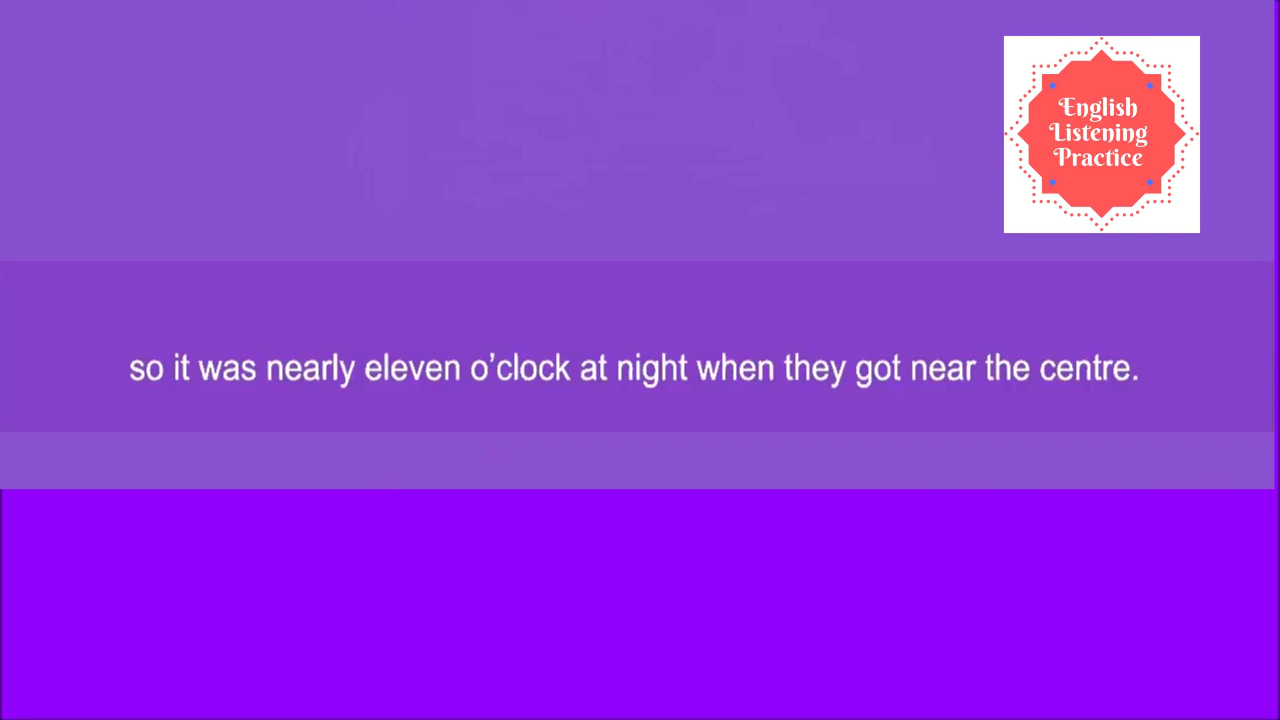 English
Listening
Practice
so it was nearly eleven o’clock at night when they got near the centre.